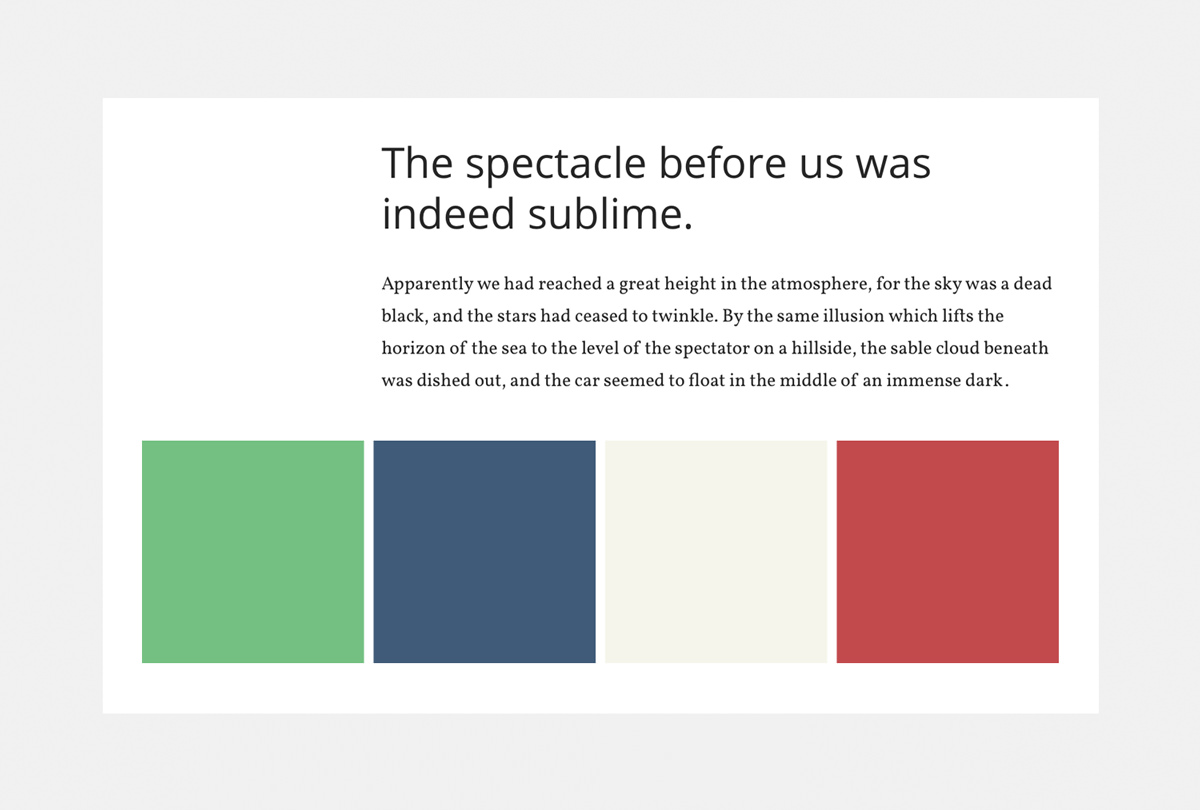 The spectacle before us was
indeed sublime.
Apparently we had reached a great height in the atmosphere, for the sky was a dead
black, and the stars had ceased to twinkle. By the same illusion which lifts the
horizon of the sea to the level of the spectator on a hillside, the sable cloud beneath
was dished out, and the car seemed to float in the middle of an immense dark.